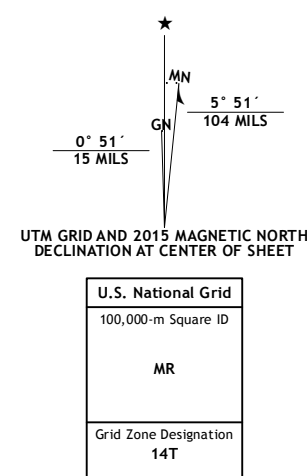 MN
5° 51´
104 MILS
GN
0° 51´
15 MILS
UTM GRID AND 2015 MAGNETIC NORTH
DECLINATION AT CENTER OF SHEET
U.S. National Grid
100,000-m Square ID
MR
Grid Zone Designation
14T